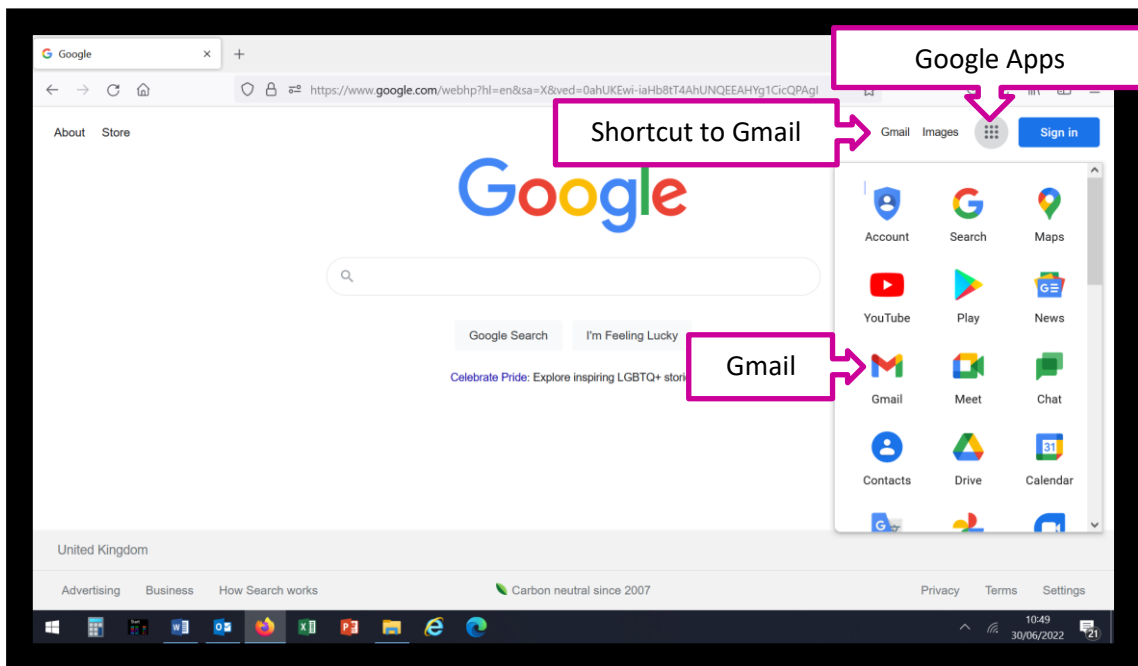 Google
Google Apps
https://www.google.com/webhp?hl=en&sa=X&ved=0ahUKEwi-iaHb8tT4AhUNQEEAHYg1CicQPAgI
About Store
Shortcut to Gmail
Gmail Images
Sign in
Google
Account Search Maps
YouTube Play News
Google Search I'm Feeling Lucky
Gmail
Celebrate Pride: Explore inspiring LGBTQ+
Gmail Meet Chat
31
Contacts Drive Calendar
United Kingdom
Advertising Business How Search works
Carbon neutral since 2007
Privacy Terms Settings
10:49
30/06/2022
21